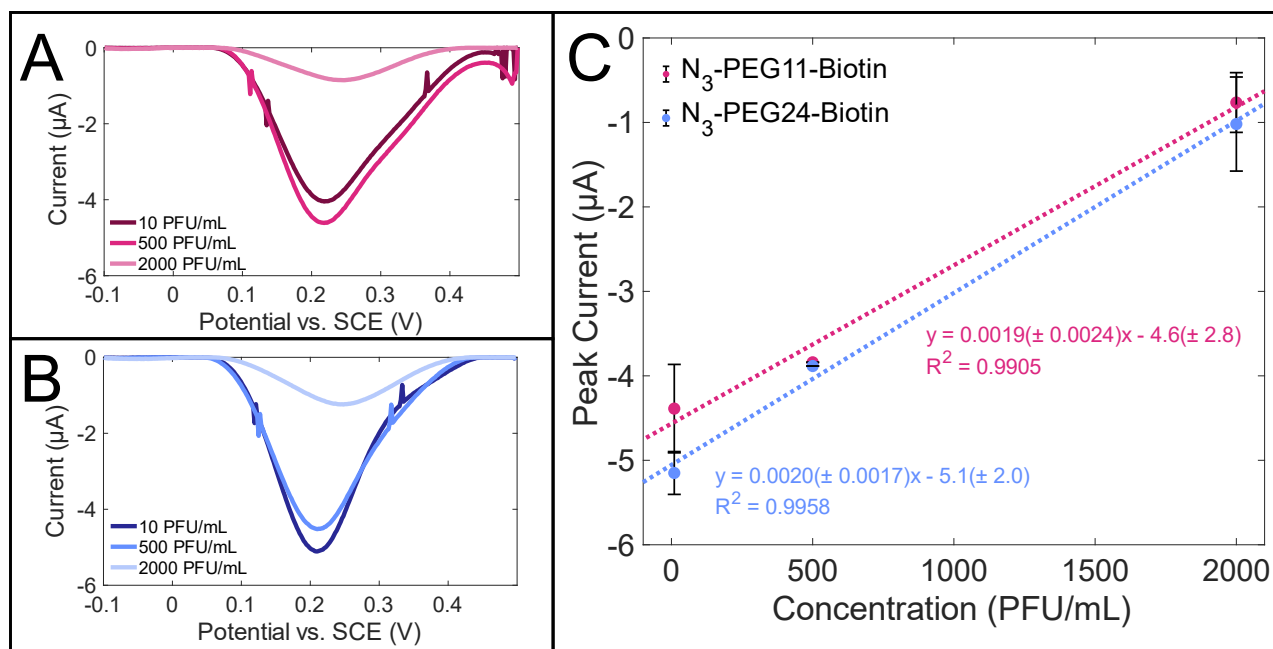 A
0
-2
-4
-6
Current (µA)
10 PFU/mL
500 PFU/mL
2000 PFU/mL
-0.1 0 0.1 0.2 0.3 0.4
Potential vs. SCE (V)
B
0
-2
-4
-6
Current (µA)
10 PFU/mL
500 PFU/mL
2000 PFU/mL
-0.1 0 0.1 0.2 0.3 0.4
Potential vs. SCE (V)
C
0
-1
-2
-3
-4
-5
-6
Peak Current (µA)
N3-PEG11-Biotin
N3-PEG24-Biotin
y = 0.0019(± 0.0024)x - 4.6(± 2.8)
R2 = 0.9905
y = 0.0020(± 0.0017)x - 5.1(± 2.0)
R2 = 0.9958
0 500 1000 1500 2000
Concentration (PFU/mL)